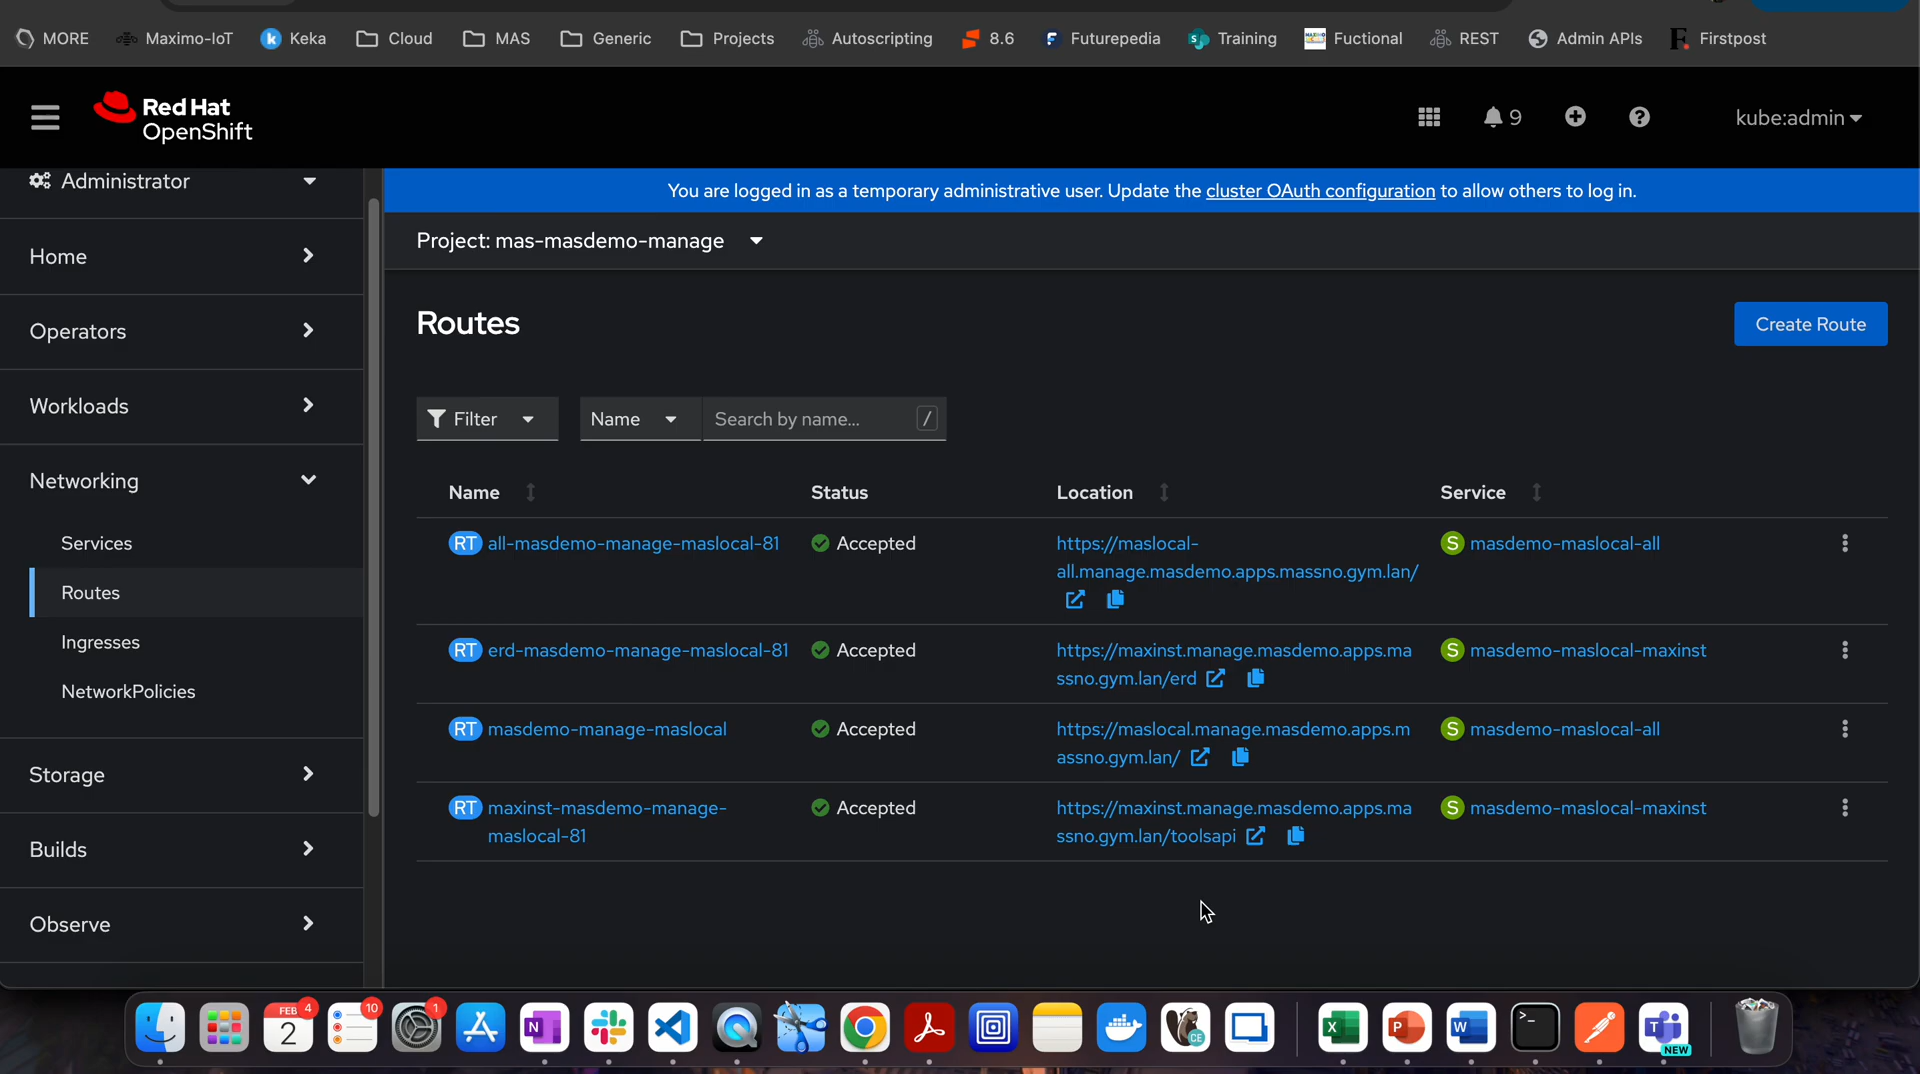 MORE Maximo-IoT Keka Cloud MAS Generic Projects Autoscripting 8.6 Futurepedia Training Fuctional REST Admin APIs Firstpost
Red Hat
OpenShift
9
kube:admin
Administrator
You are logged in as a temporary administrative user. Update the cluster OAuth configuration to allow others to log in.
Project: mas-masdemo-manage
Home
Operators
Workloads
Networking
Services
Routes
Ingresses
NetworkPolicies
Storage
Builds
Observe
Routes
Create Route
Filter Name Search by name... /
Name Status Location Service
RT all-masdemo-manage-maslocal-81 Accepted https://maslocal- S masdemo-maslocal-all
all.manage.masdemo.apps.massno.gym.lan/
RT erd-masdemo-manage-maslocal-81 Accepted https://maxinst.manage.masdemo.apps.ma S masdemo-maslocal-maxinst
ssno.gym.lan/erd
RT masdemo-manage-maslocal Accepted https://maslocal.manage.masdemo.apps.m S masdemo-maslocal-all
assno.gym.lan/
RT maxinst-masdemo-manage- Accepted https://maxinst.manage.masdemo.apps.ma S masdemo-maslocal-maxinst
maslocal-81 ssno.gym.lan/toolsapi
FEB 4 10 1
2 N CE X P W >_ T
NEW